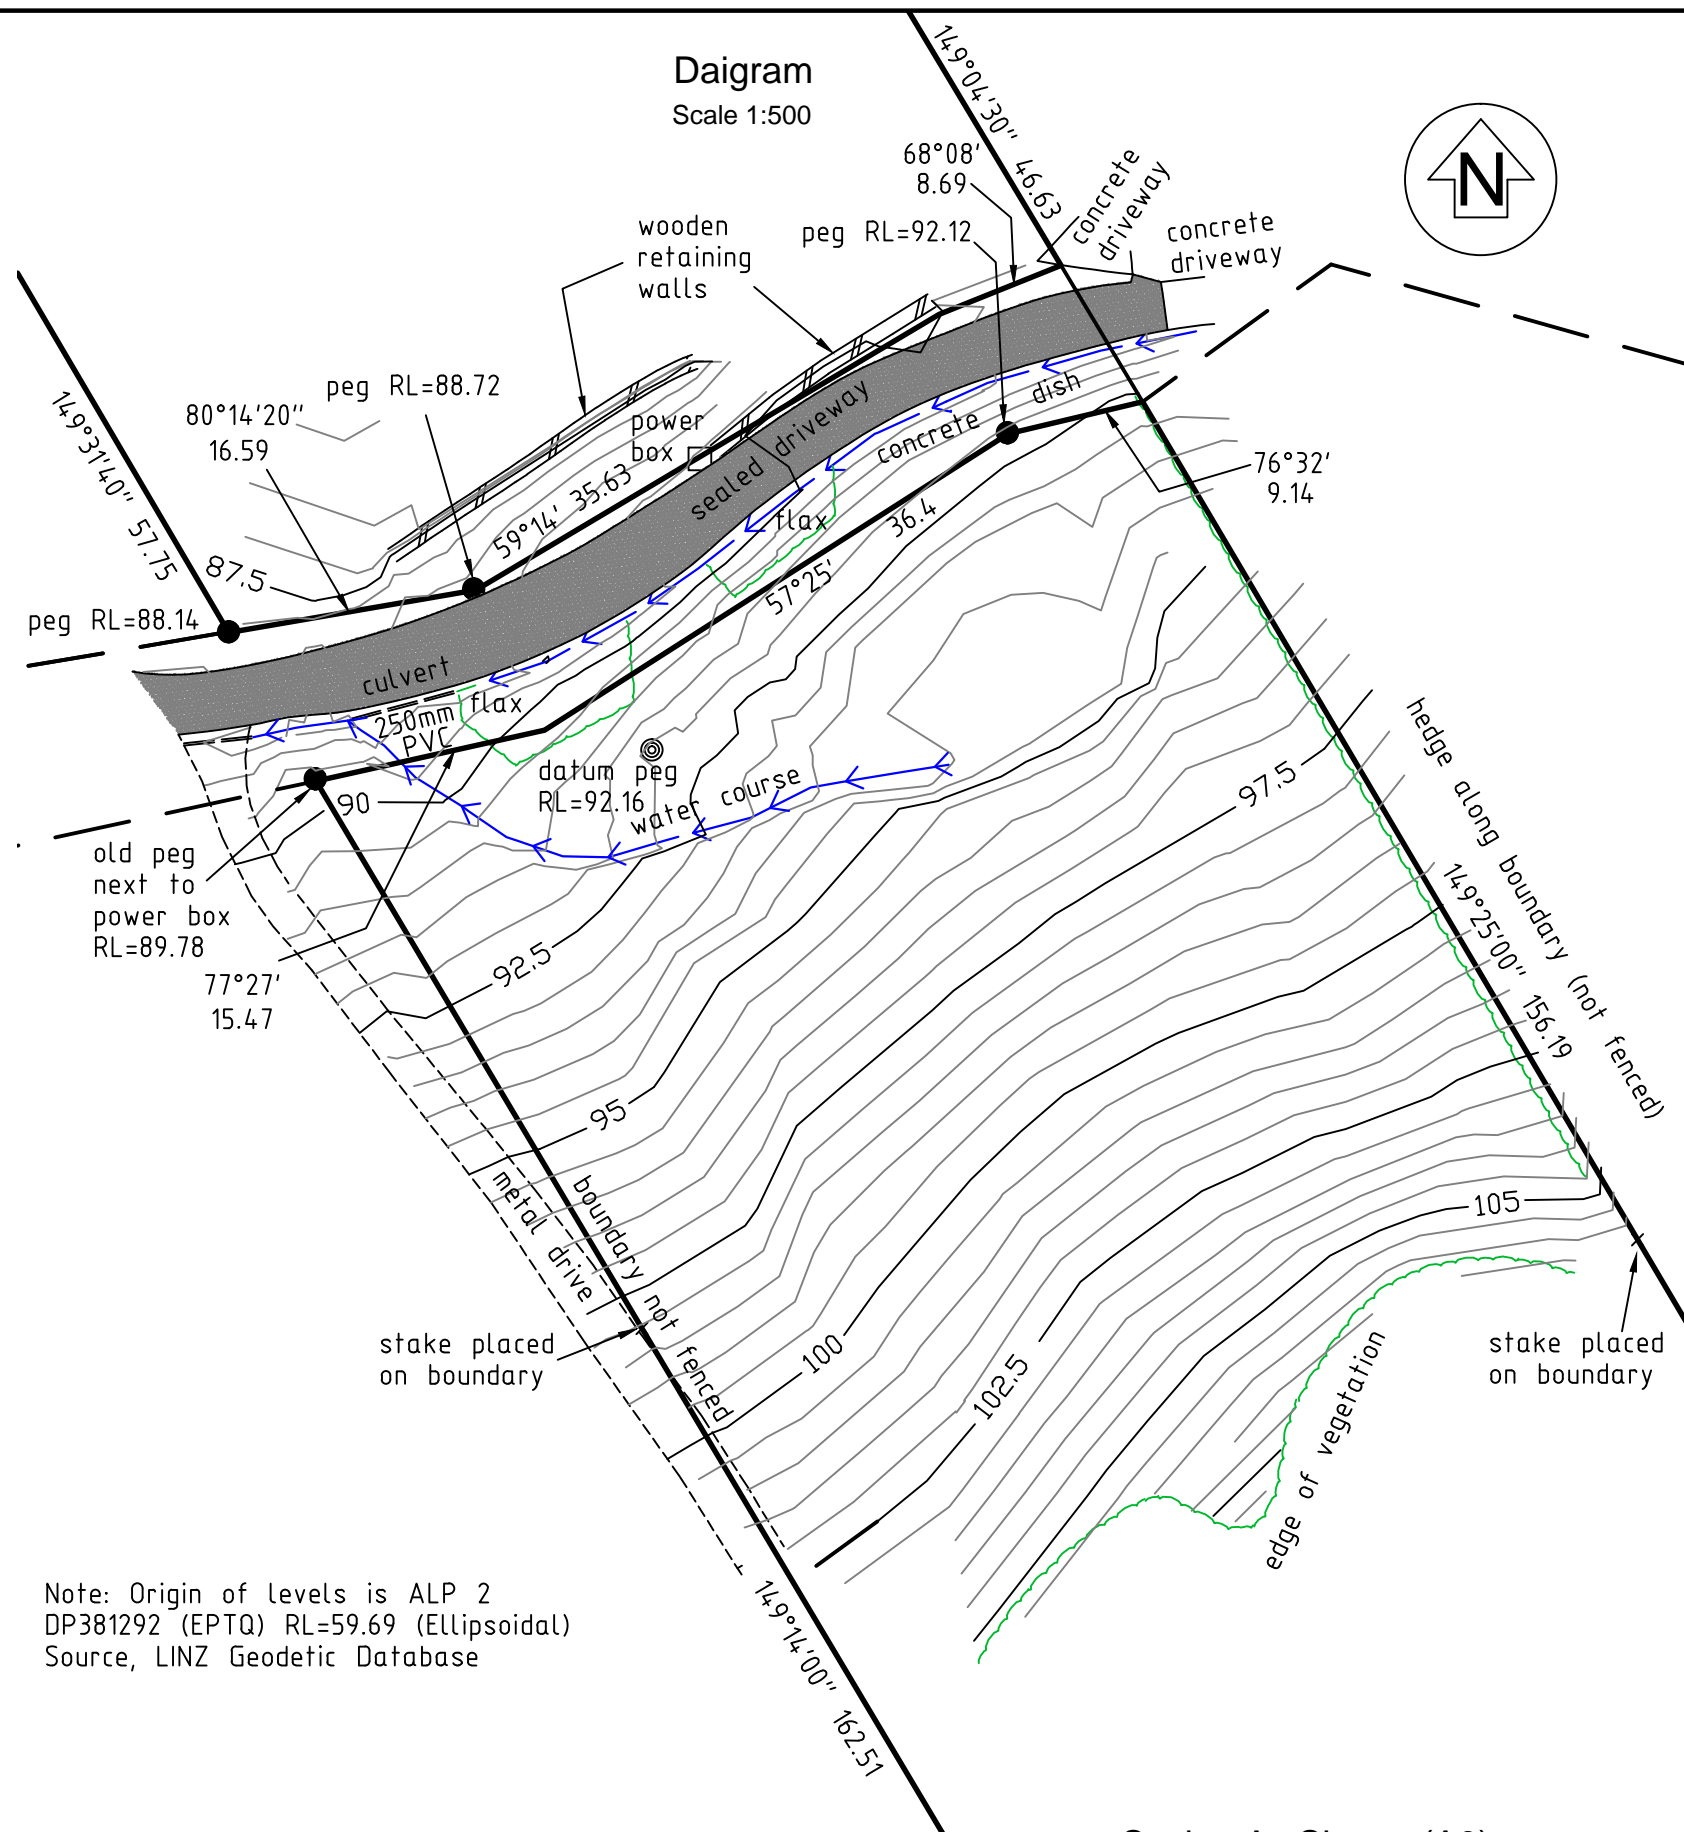 Daigram
Scale 1:500
N
149°04'30" 46.63
68°08'
8.69
concrete
driveway
concrete
driveway
peg RL=92.12
wooden
retaining
walls
peg RL=88.72
80°14'20"
16.59
149°31'40" 57.75
power
box
59°14' 35.63
sealed driveway
concrete dish
76°32'
9.14
87.5
flax
36.4
57°25'
peg RL=88.14
culvert
flax
250mm
PVC
90
datum peg
RL=92.16
water course
97.5
hedge along boundary (not fenced)
149°25'00" 156.19
old peg
next to
power box
RL=89.78
77°27'
15.47
92.5
95
metal drive
boundary not fenced
105
stake placed
on boundary
100
102.5
stake placed
on boundary
edge of vegetation
Note: Origin of levels is ALP 2
DP381292 (EPTQ) RL=59.69 (Ellipsoidal)
Source, LINZ Geodetic Database
149°14'00" 162.51